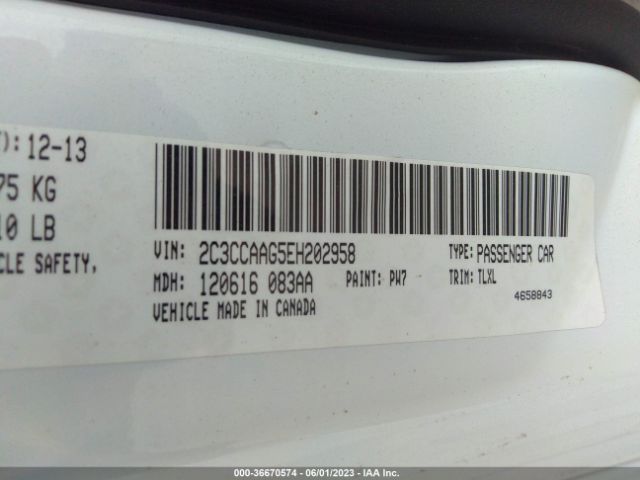 ): 12-13
75 KG
10 LB
CLE SAFETY,
VIN: 2C3CCAAG5EH202958
TYPE: PASSENGER CAR
MDH: 120616 083AA
PAINT: PW7
TRIM: TLXL
VEHICLE MADE IN CANADA
4658843
000-36670574 / 06/01/2023 - IAA Inc.